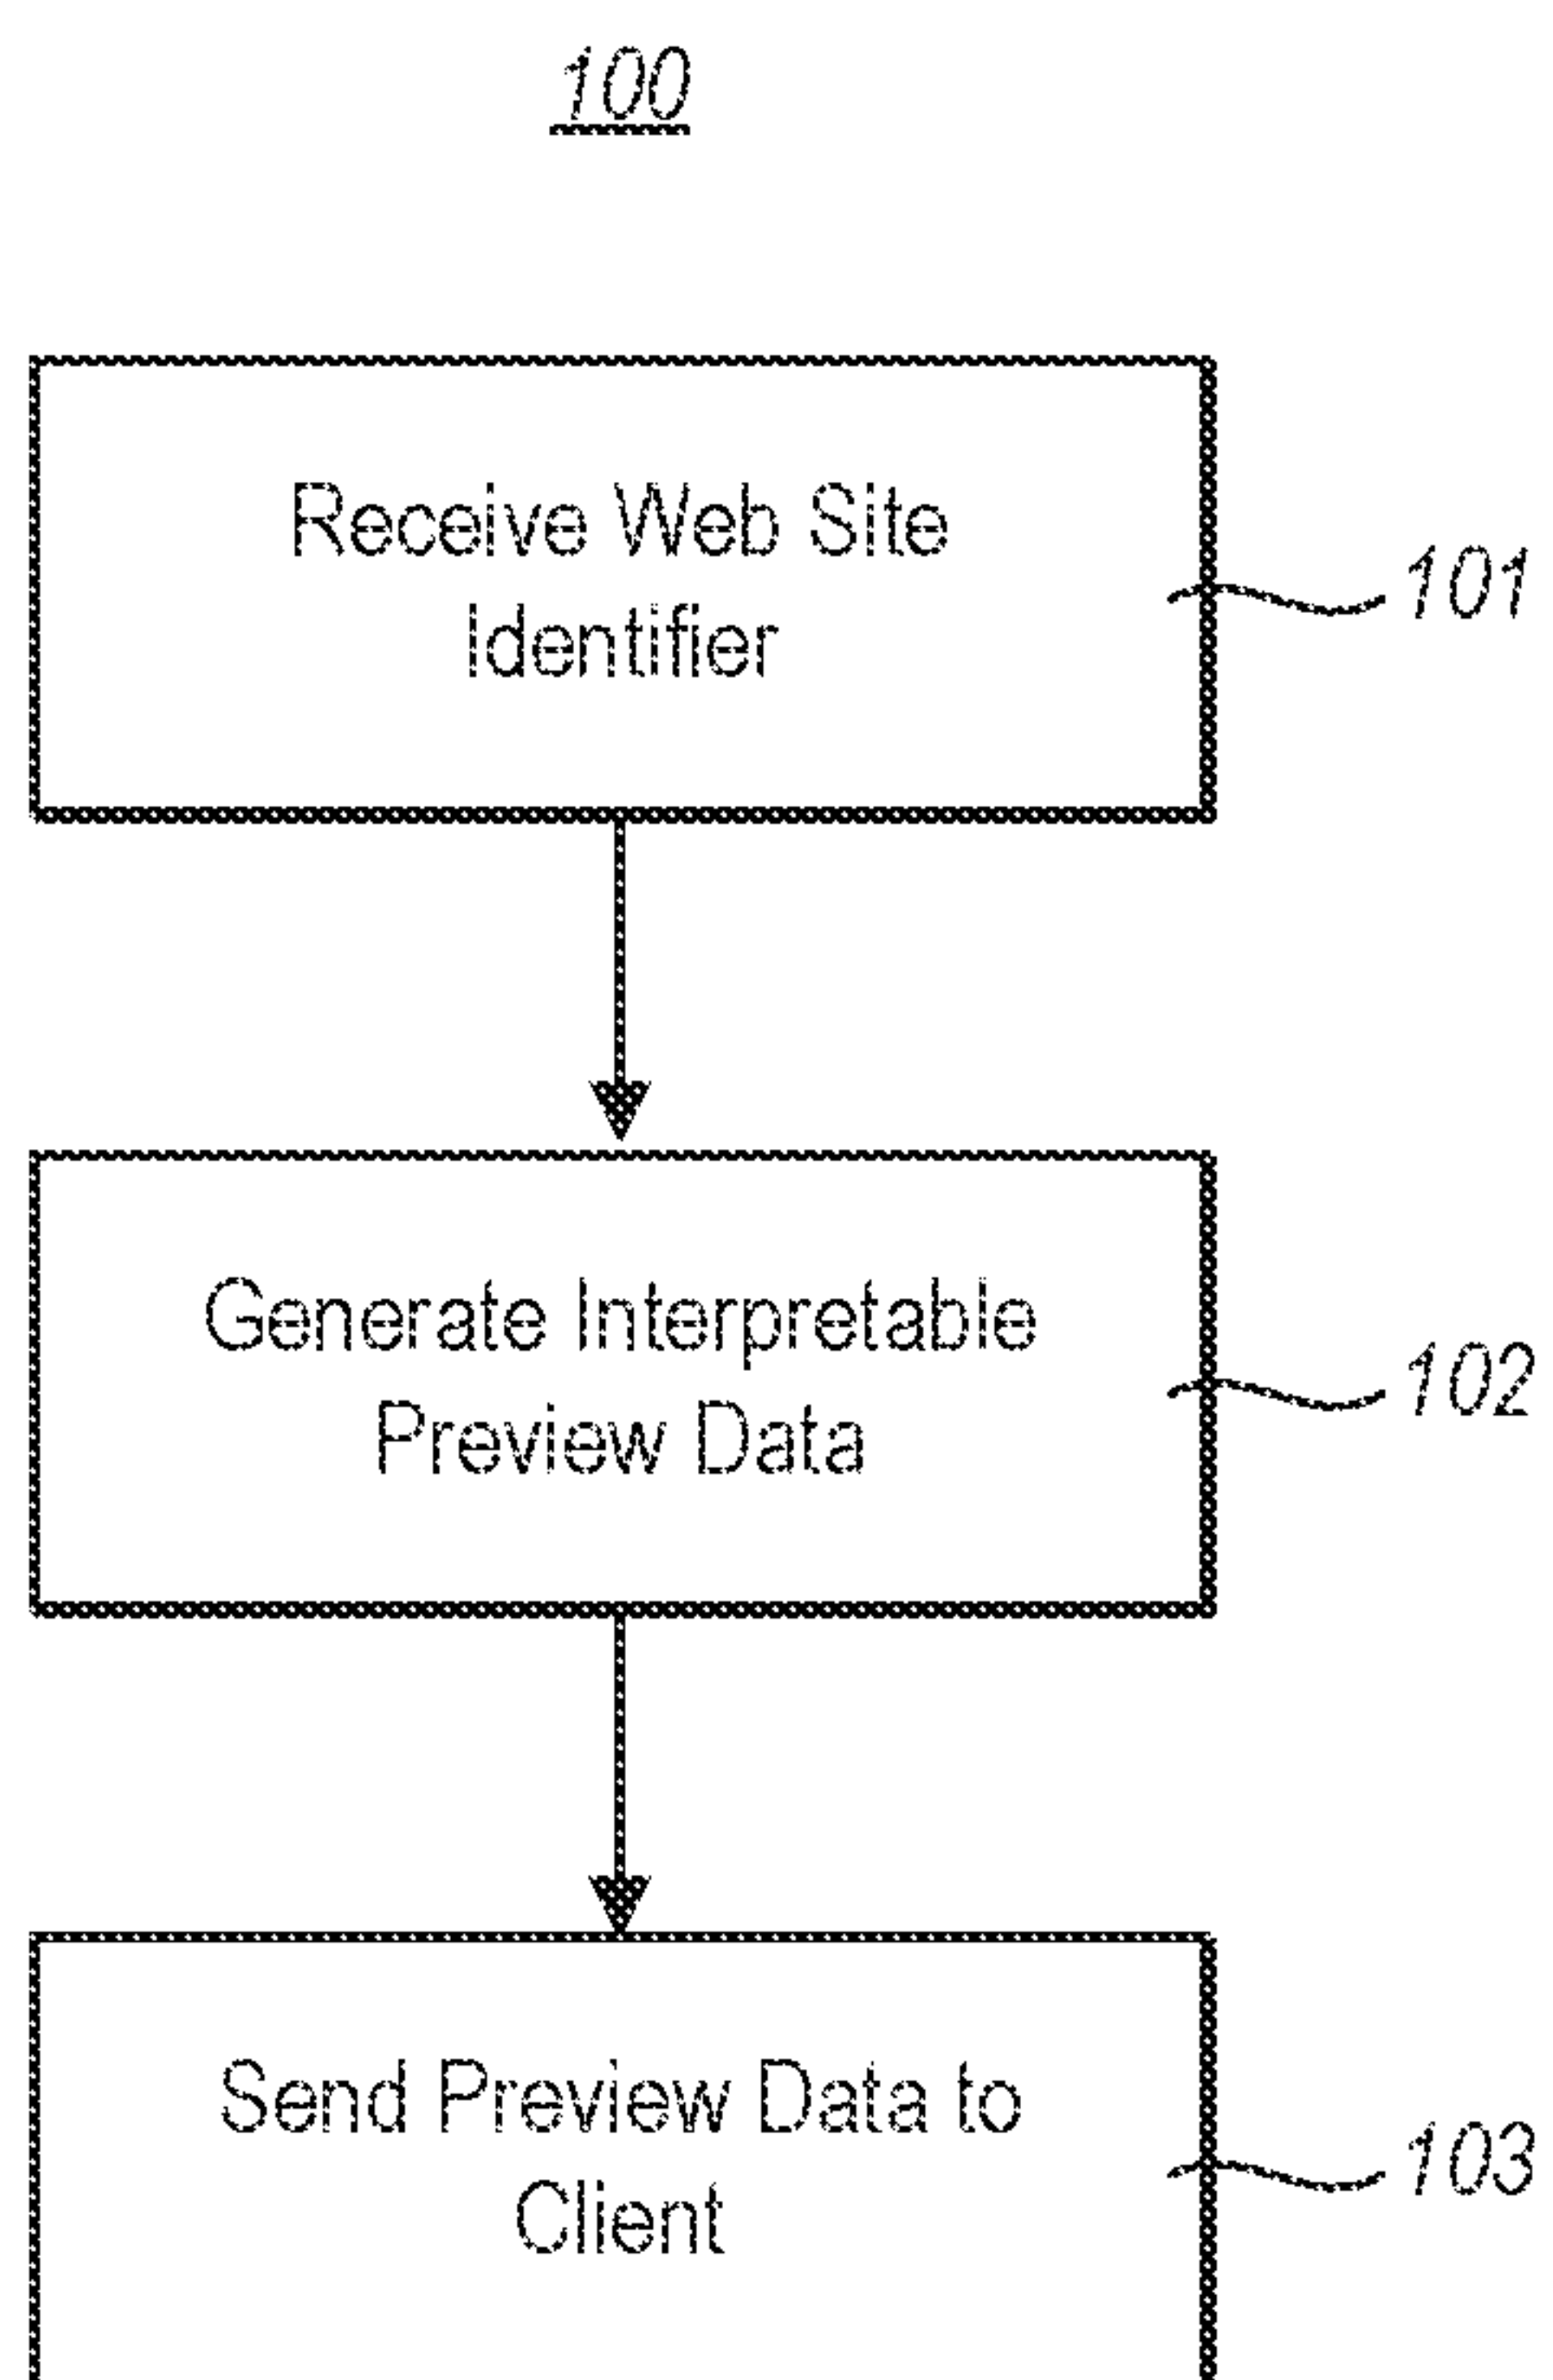 100
Receive Web Site
Identifier
101
Generate Interpretable
Preview Data
102
Send Preview Data to
Client
103